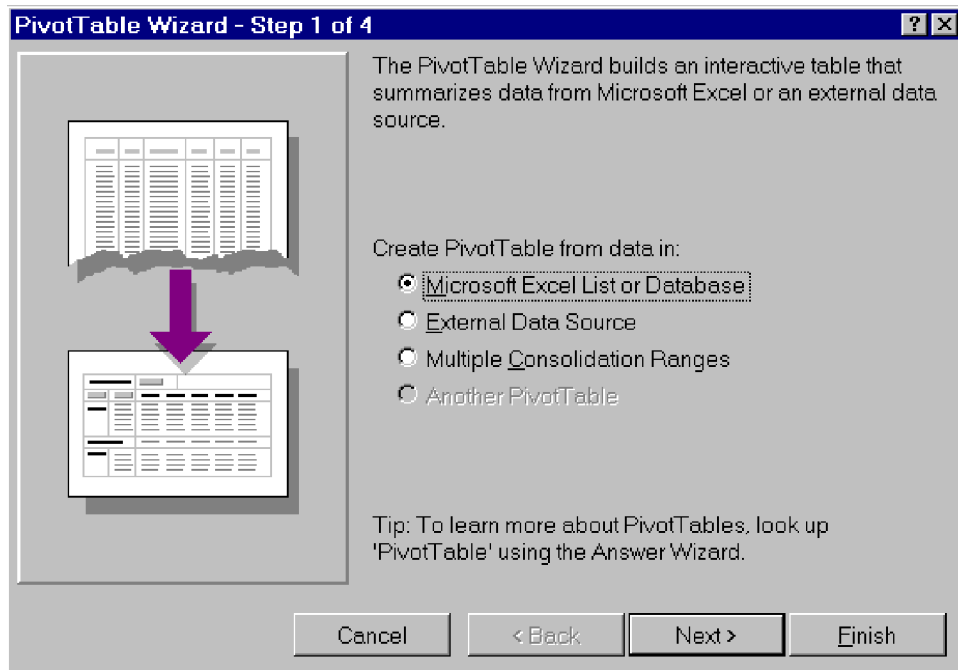 PivotTable Wizard - Step 1 of 4
The PivotTable Wizard builds an interactive table that
summarizes data from Microsoft Excel or an external data
source.
Create PivotTable from data in:
Microsoft Excel List or Database
External Data Source
Multiple Consolidation Ranges
Another PivotTable
Tip: To learn more about PivotTables, look up
'PivotTable' using the Answer Wizard.
Cancel
< Back
Next >
Finish